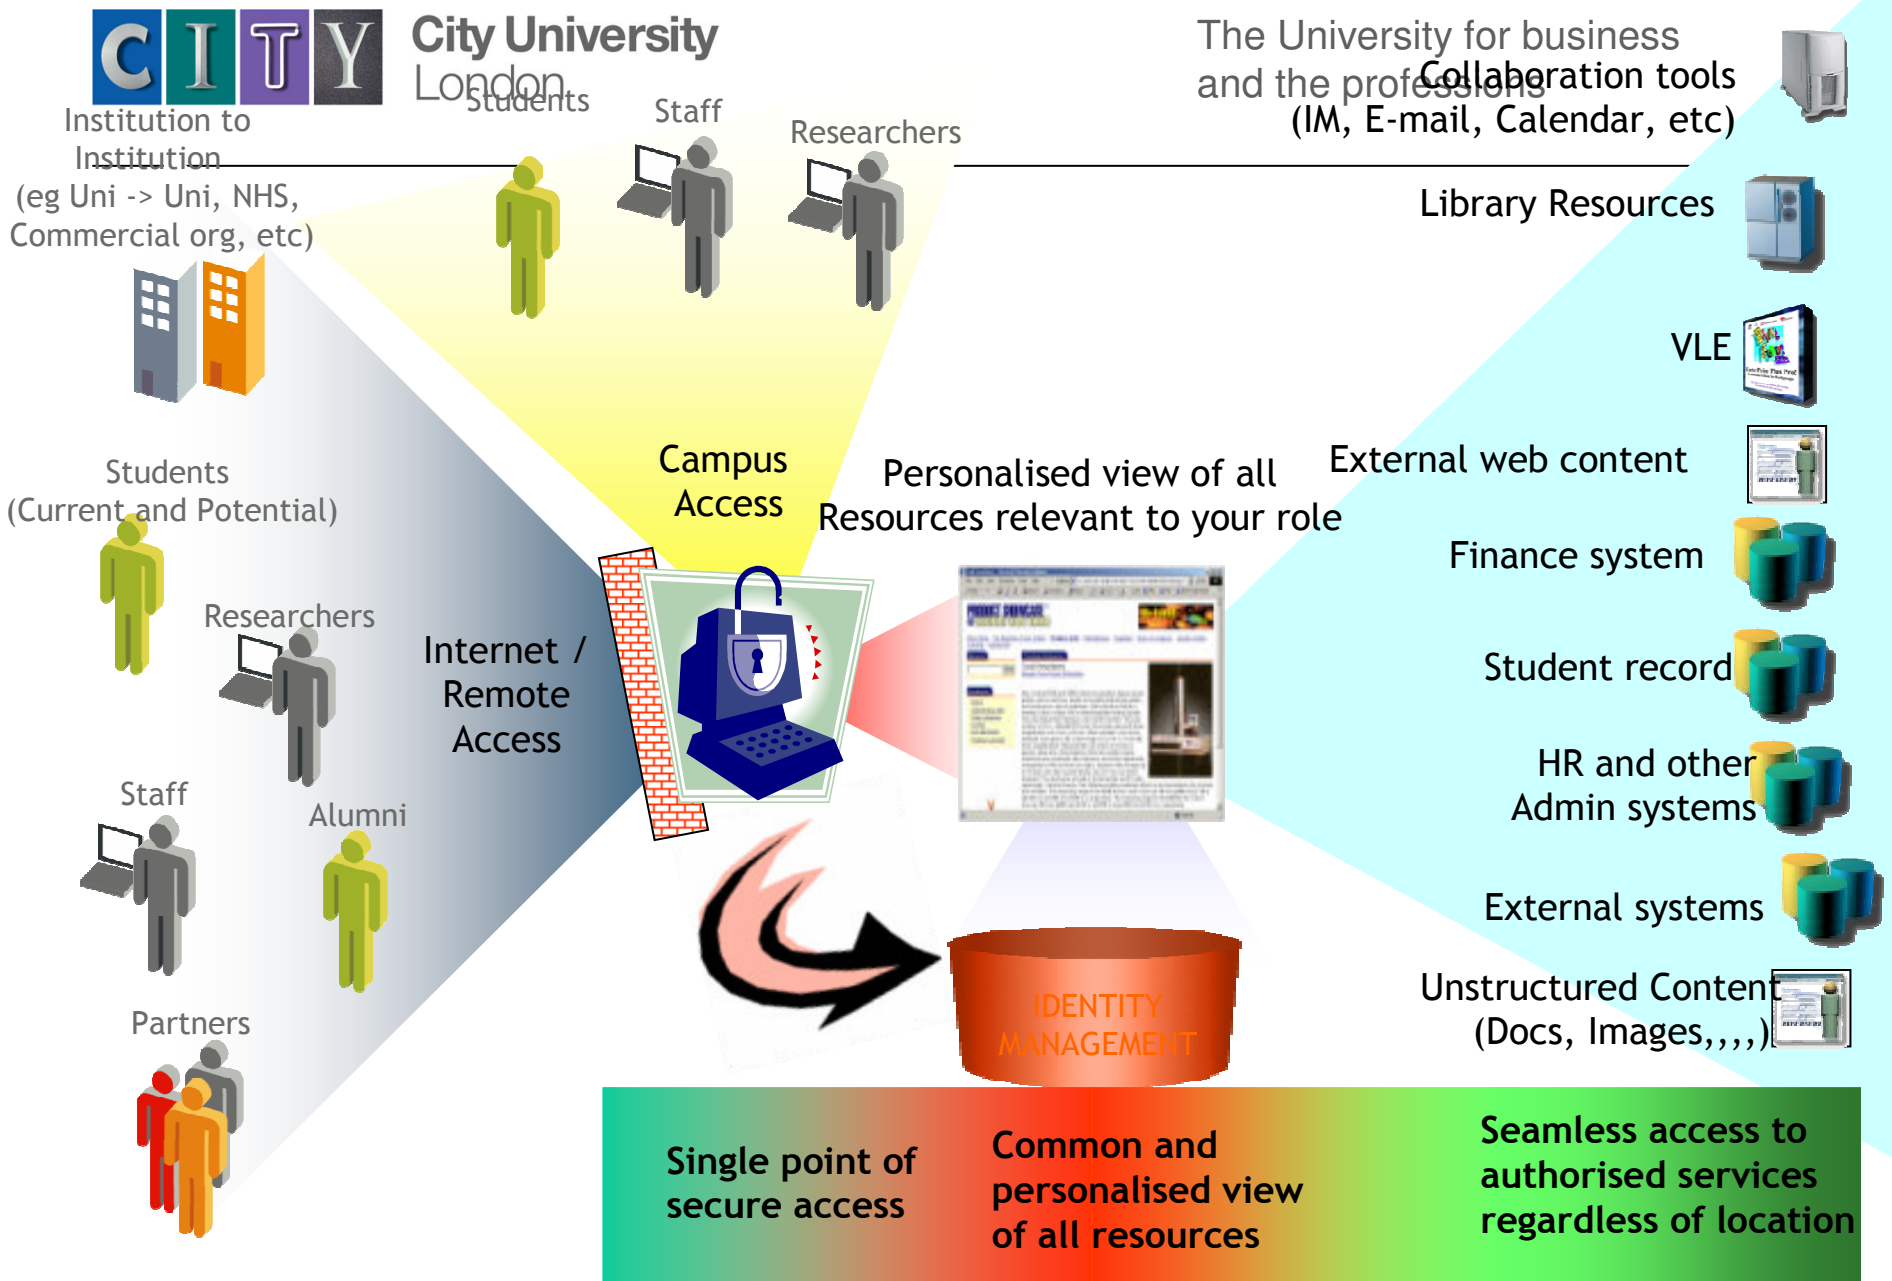 CITY
City University
London
The University for business
and the professions
Collaboration tools
(IM, E-mail, Calendar, etc)
Students
Staff
Researchers
Institution to
Institution
(eg Uni -> Uni, NHS,
Commercial org, etc)
Library Resources
VLE
Campus
Access
Personalised view of all
Resources relevant to your role
External web content
Students
(Current and Potential)
Finance system
Researchers
Internet /
Remote
Access
Student record
Staff
Alumni
HR and other
Admin systems
External systems
IDENTITY
MANAGEMENT
Unstructured Content
(Docs, Images,,,,)
Partners
Single point of
secure access
Common and
personalised view
of all resources
Seamless access to
authorised services
regardless of location